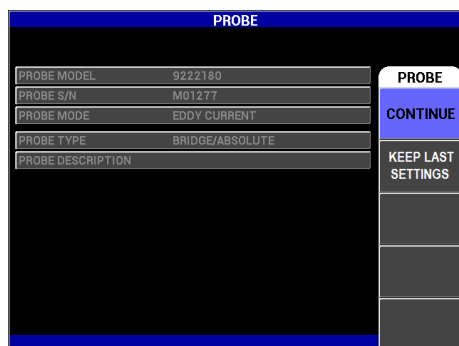 PROBE
PROBE MODEL 9222180
PROBE S/N M01277
PROBE MODE EDDY CURRENT
PROBE TYPE BRIDGE/ABSOLUTE
PROBE DESCRIPTION
PROBE
CONTINUE
KEEP LAST
SETTINGS